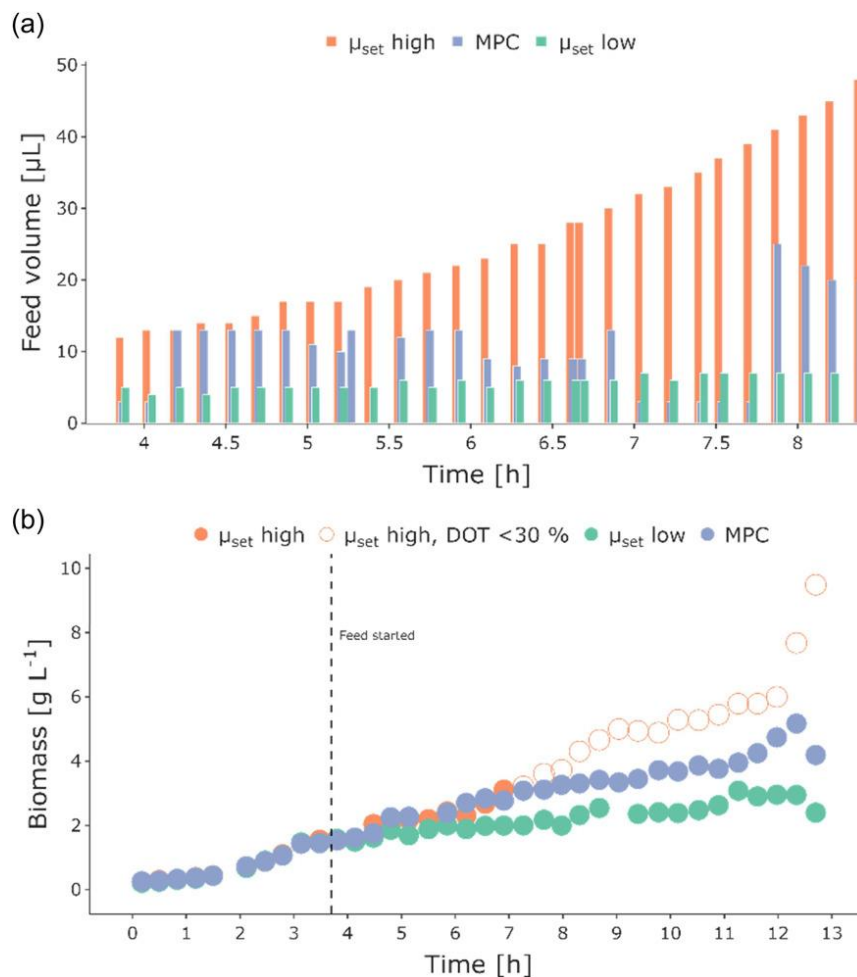 (a)
μset high MPC μset low
50
40
30
20
10
0
Feed volume [μL]
4 4.5 5 5.5 6 6.5 7 7.5 8
Time [h]
(b)
μset high μset high, DOT <30 % μset low MPC
10
8
6
4
2
0
Biomass [g L⁻¹]
Feed started
0 1 2 3 4 5 6 7 8 9 10 11 12 13
Time [h]